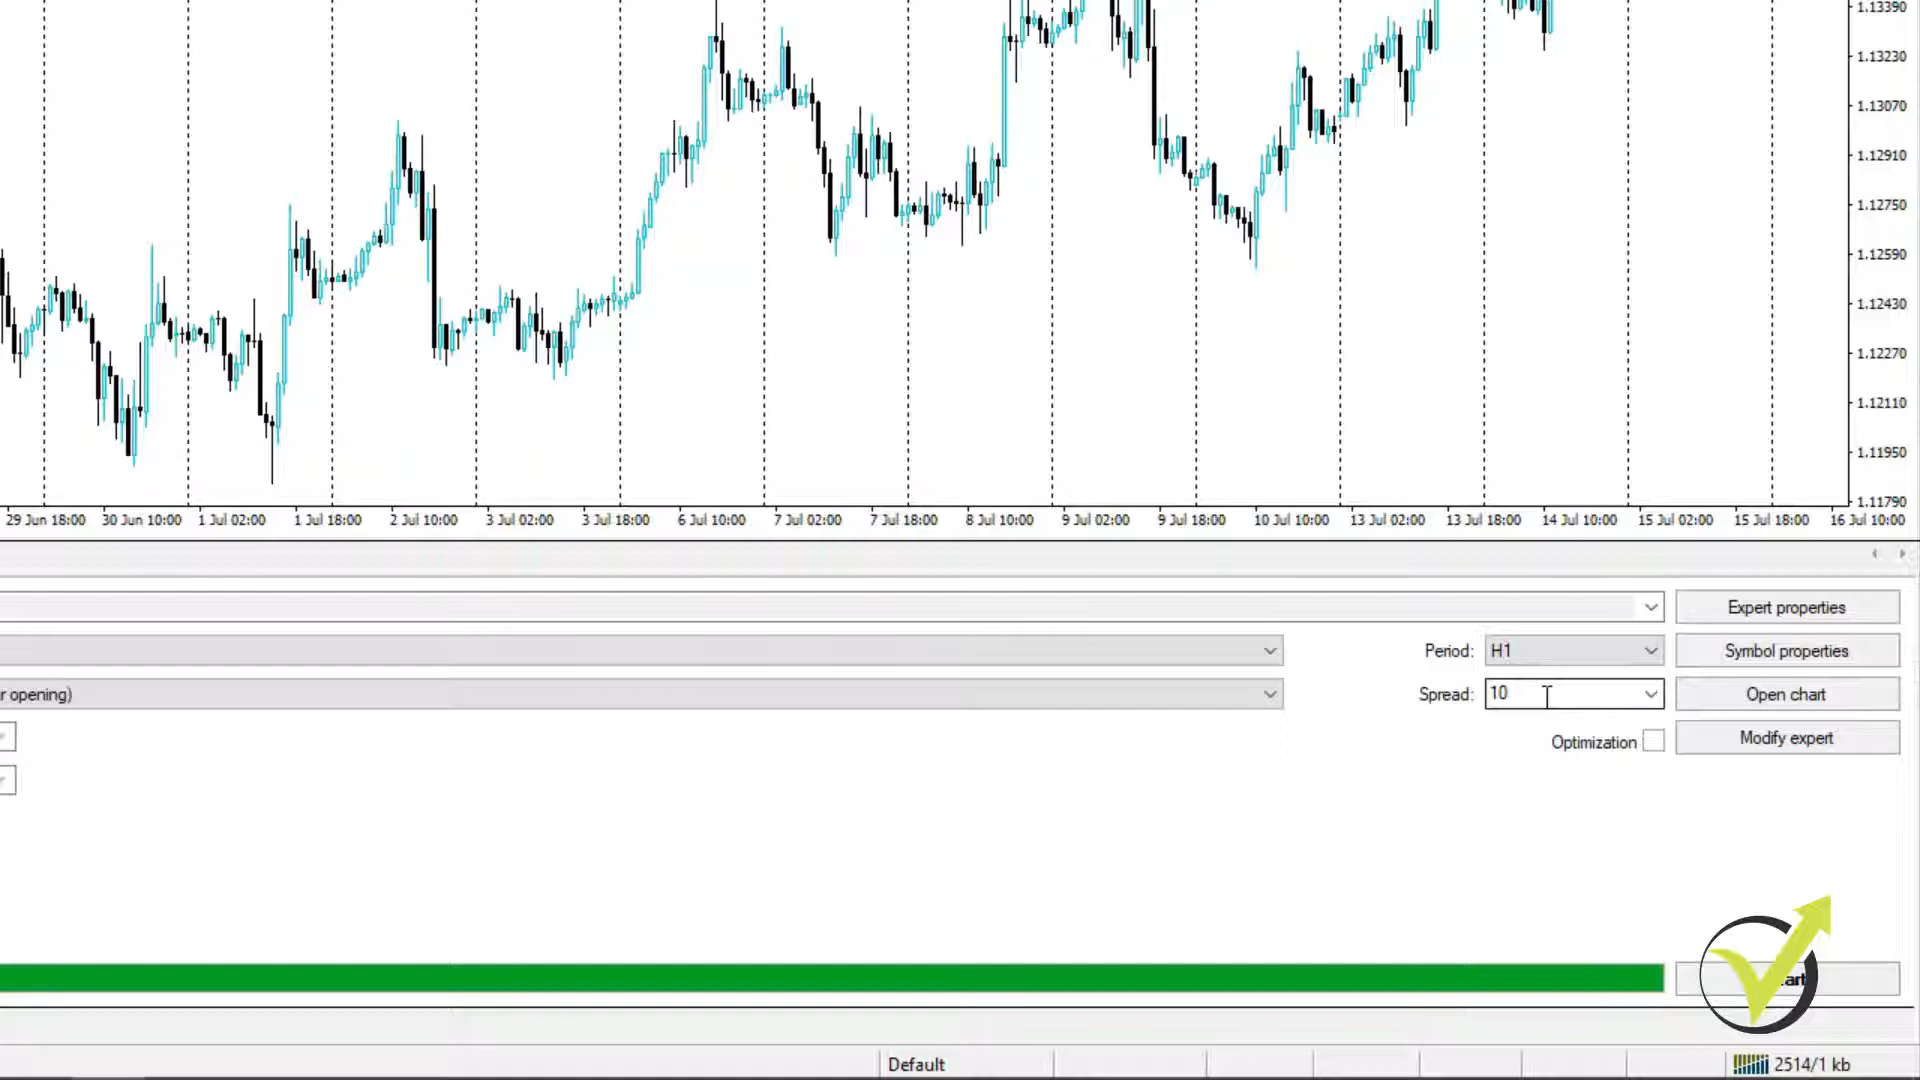 1.13390
1.13230
1.13070
1.12910
1.12750
1.12590
1.12430
1.12270
1.12110
1.11950
1.11790
29 Jun 18:00 30 Jun 10:00 1 Jul 02:00 1 Jul 18:00 2 Jul 10:00 3 Jul 02:00 3 Jul 18:00 6 Jul 10:00 7 Jul 02:00 7 Jul 18:00 8 Jul 10:00 9 Jul 02:00 9 Jul 18:00 10 Jul 10:00 13 Jul 02:00 13 Jul 18:00 14 Jul 10:00 15 Jul 02:00 15 Jul 18:00 16 Jul 10:00
Expert properties
Period: H1 Symbol properties
r opening) Spread: 10 Open chart
Optimization Modify expert
art
Default 2514/1 kb